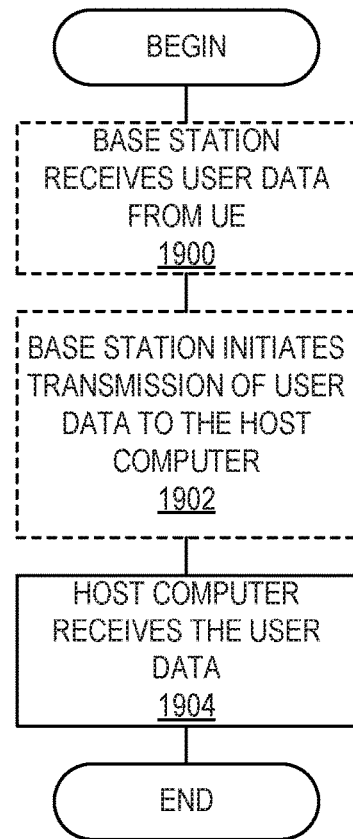 BEGIN
BASE STATION
RECEIVES USER DATA
FROM UE
1900
BASE STATION INITIATES
TRANSMISSION OF USER
DATA TO THE HOST
COMPUTER
1902
HOST COMPUTER
RECEIVES THE USER
DATA
1904
END